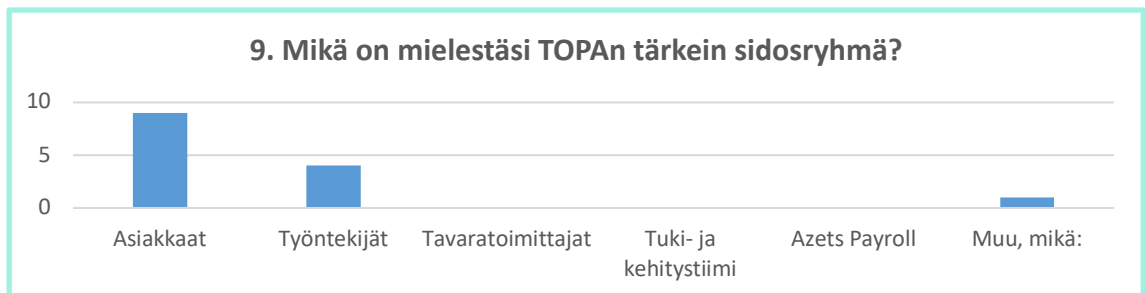 9. Mikä on mielestäsi TOPAn tärkein sidosryhmä?
10
5
0
Asiakkaat
Työntekijät
Tavaratoimittajat
Tuki- ja
kehitystiimi
Azets Payroll
Muu, mikä: